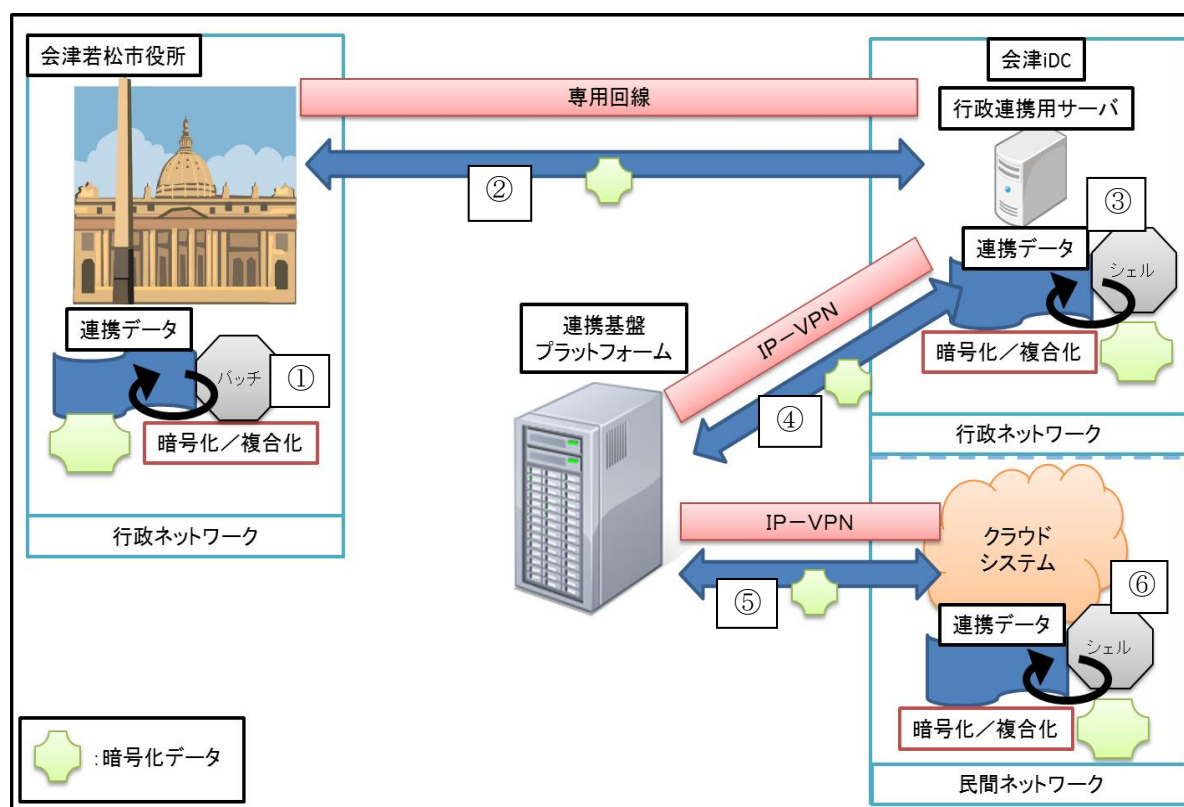 会津若松市役所
専用回線
会津iDC
行政連携用サーバ
②
③
連携データ
シェル
暗号化／複合化
行政ネットワーク
連携データ
バッチ
①
暗号化／複合化
行政ネットワーク
連携基盤
プラットフォーム
IP－VPN
④
IP－VPN
⑤
クラウド
システム
⑥
連携データ
シェル
暗号化／複合化
民間ネットワーク
:暗号化データ